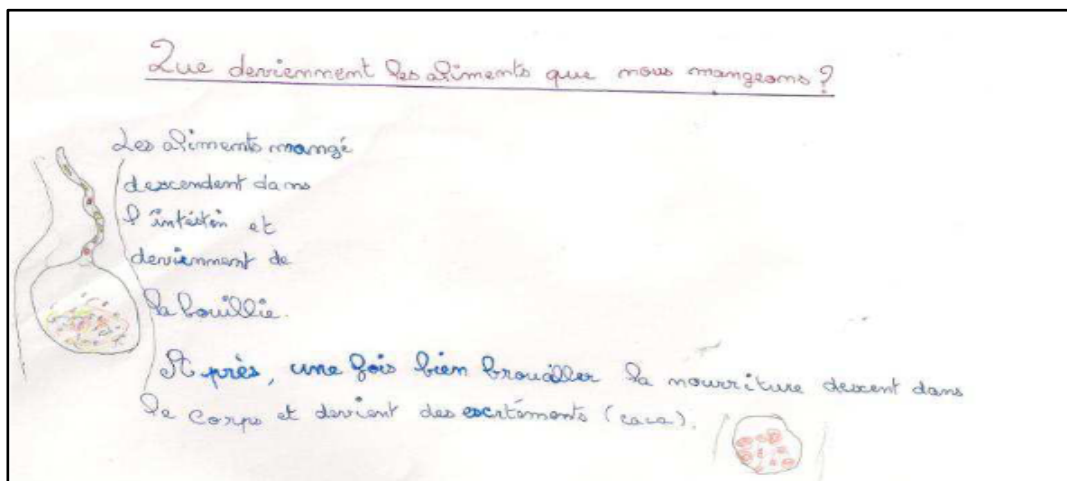 Que deviennent les aliments que nous mangeons ?
Les aliments mangé
descendent dans
l'intéstin et
deviennent de
la bouillie.
Après, une fois bien brouiller la nourriture descent dans
le corps et devient des excréments (caca).